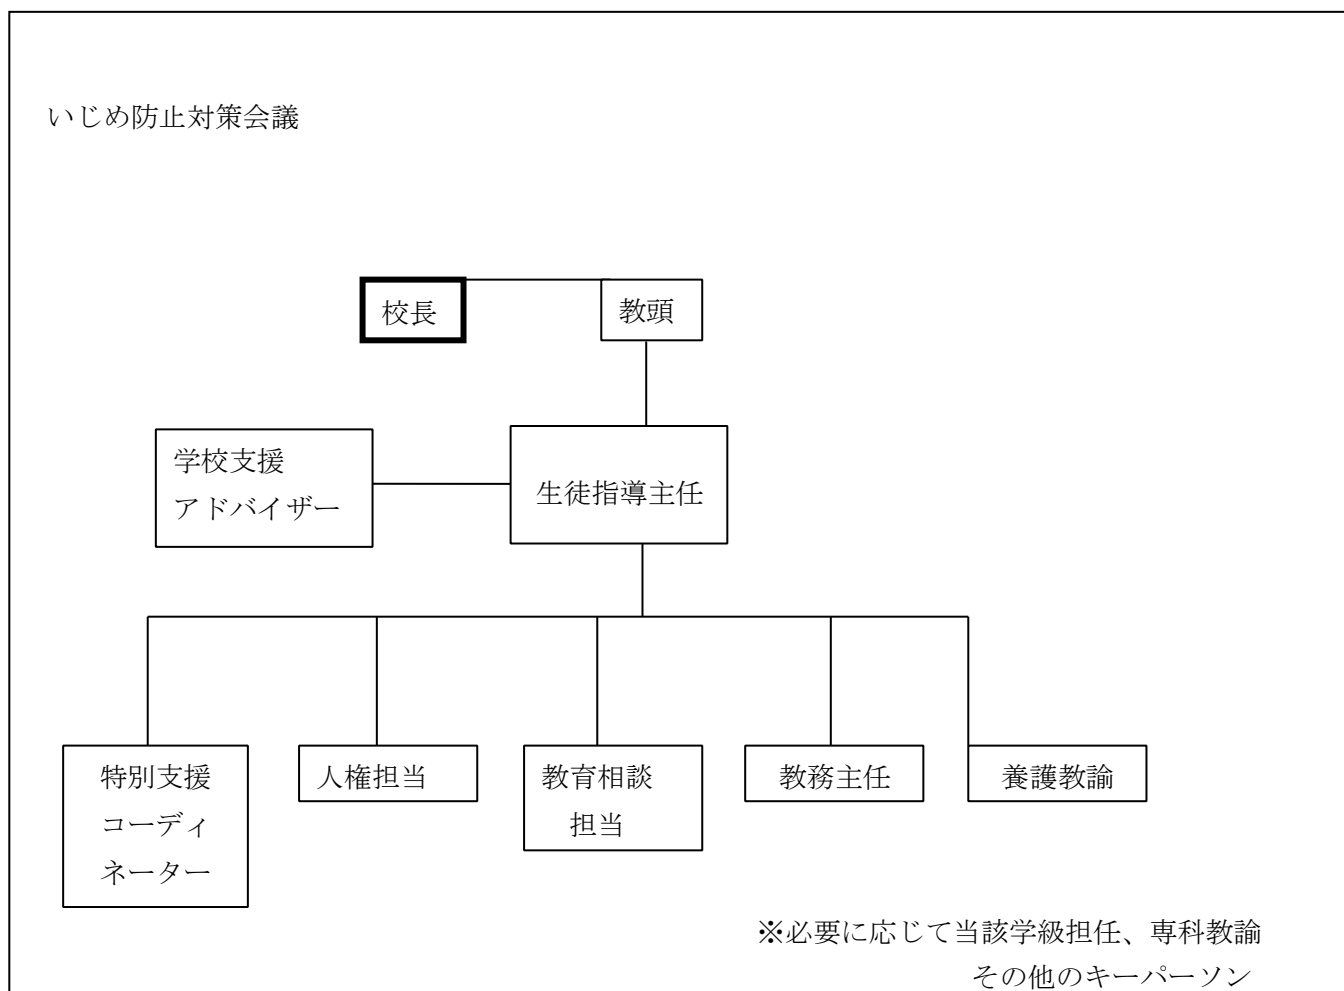 いじめ防止対策会議
校長
教頭
学校支援
アドバイザー
生徒指導主任
特別支援
コーディ
ネーター
人権担当
教育相談
担当
教務主任
養護教諭
※必要に応じて当該学級担任、専科教諭
その他のキーパーソン